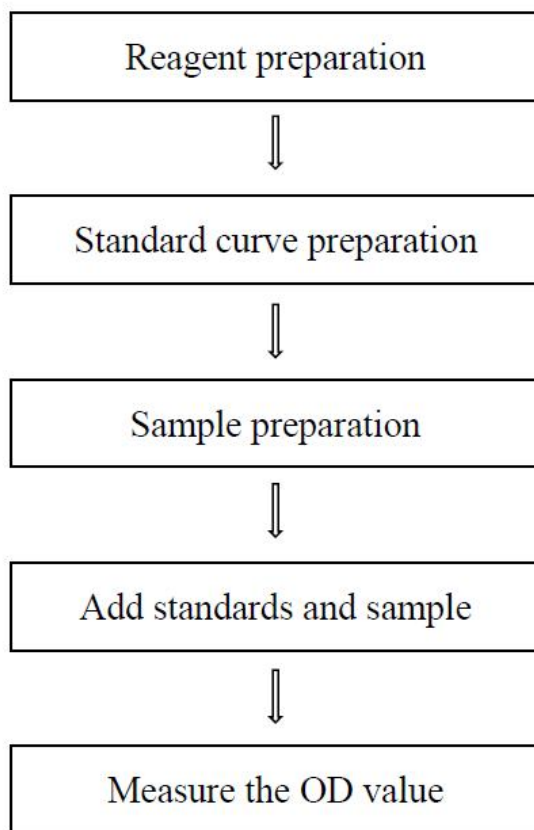 Reagent preparation
Standard curve preparation
Sample preparation
Add standards and sample
Measure the OD value